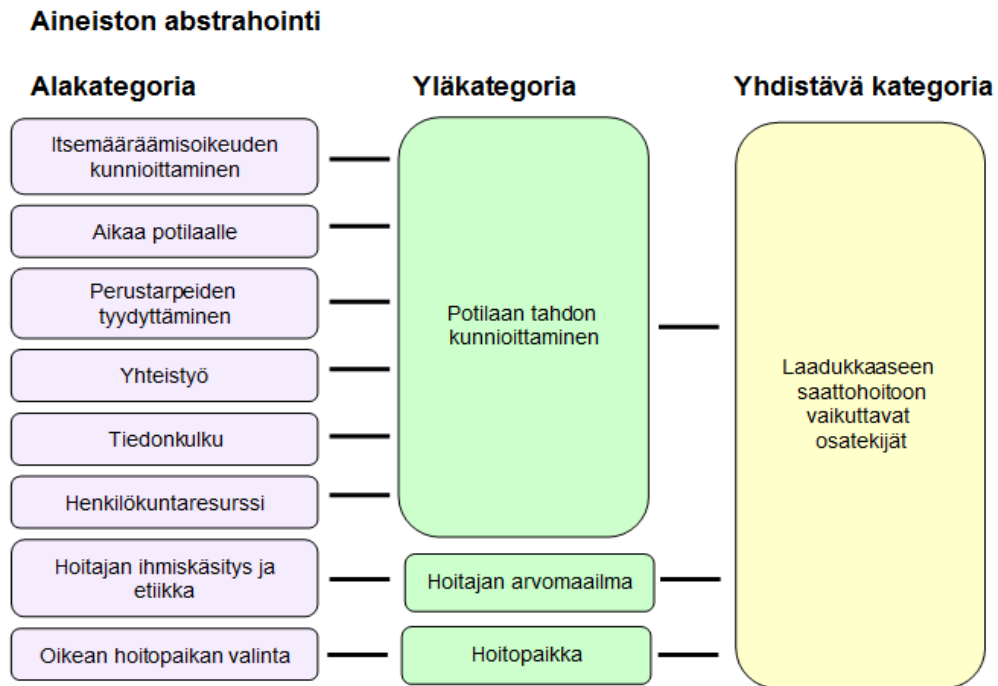 Aineiston abstrahointi
Alakategoria
Yläkategoria
Yhdistävä kategoria
Itsemääräämisoikeuden
kunnioittaminen
Aikaa potilaalle
Perustarpeiden
tyydyttäminen
Yhteistyö
Tiedonkulku
Henkilökuntaresurssi
Hoitajan ihmiskäsitys ja
etiikka
Oikean hoitopaikan valinta
Potilaan tahdon
kunnioittaminen
Hoitajan arvomaailma
Hoitopaikka
Laadukkaaseen
saattohoitoon
vaikuttavat
osatekijät